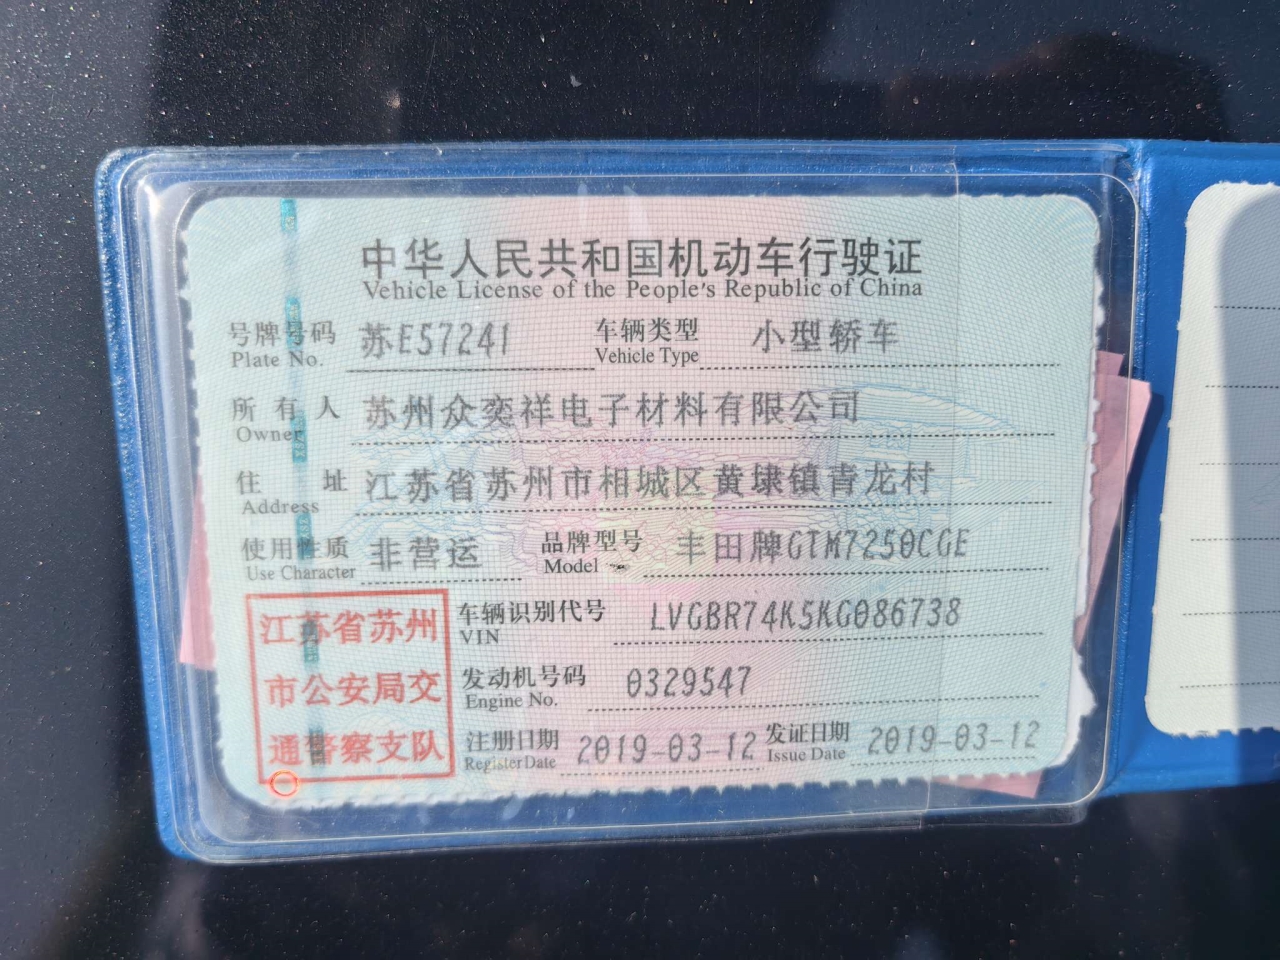 中华人民共和国机动车行驶证
Vehicle License of the People's Republic of China
号牌号码 苏E57241 车辆类型 小型轿车
Plate No. Vehicle Type
所有人 苏州众奕祥电子材料有限公司
Owner
住址 江苏省苏州市相城区黄埭镇青龙村
Address
使用性质 非营运 品牌型号 丰田牌GTM7250CGE
Use Character Model
江苏省苏州
市公安局交
通警察支队
车辆识别代号 LVGBR74K5KG086738
VIN
发动机号码 0329547
Engine No.
注册日期 2019-03-12 发证日期 2019-03-12
Register Date Issue Date